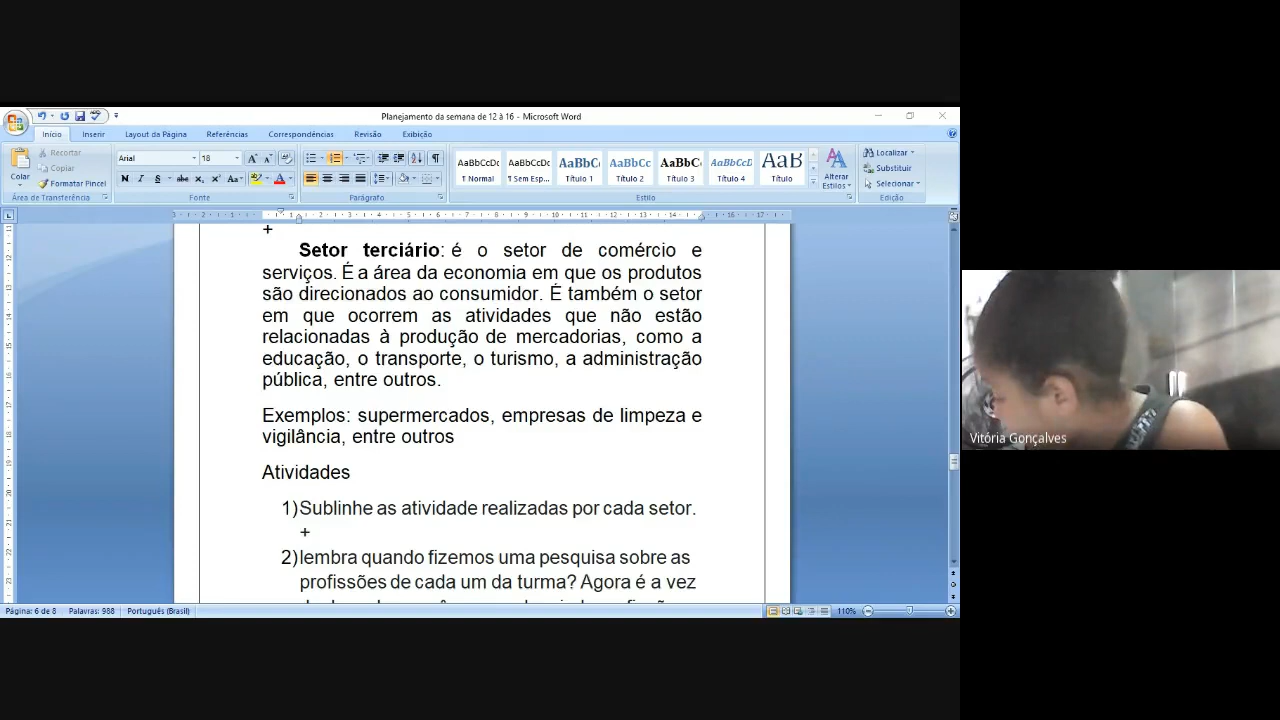 Planejamento da semana de 12 à 16 - Microsoft Word
Início Inserir Layout da Página Referências Correspondências Revisão Exibição
Colar
Recortar
Copiar
Formatar Pincel
Área de Transferência
Arial 18
Fonte
Parágrafo
AaBbCcDc AaBbCcDc AaBbC AaBbCc AaBbC AaBbCcD AaB
¶ Normal ¶ Sem Esp... Título 1 Título 2 Título 3 Título 4 Título
Alterar Estilos
Estilo
Localizar
Substituir
Selecionar
Edição
+
Setor terciário: é o setor de comércio e
serviços. É a área da economia em que os produtos
são direcionados ao consumidor. É também o setor
em que ocorrem as atividades que não estão
relacionadas à produção de mercadorias, como a
educação, o transporte, o turismo, a administração
pública, entre outros.
Exemplos: supermercados, empresas de limpeza e
vigilância, entre outros
Atividades
1)Sublinhe as atividade realizadas por cada setor.
+
2)lembra quando fizemos uma pesquisa sobre as
profissões de cada um da turma? Agora é a vez
Página: 6 de 8 Palavras: 988 Português (Brasil) 110%
Vitória Gonçalves